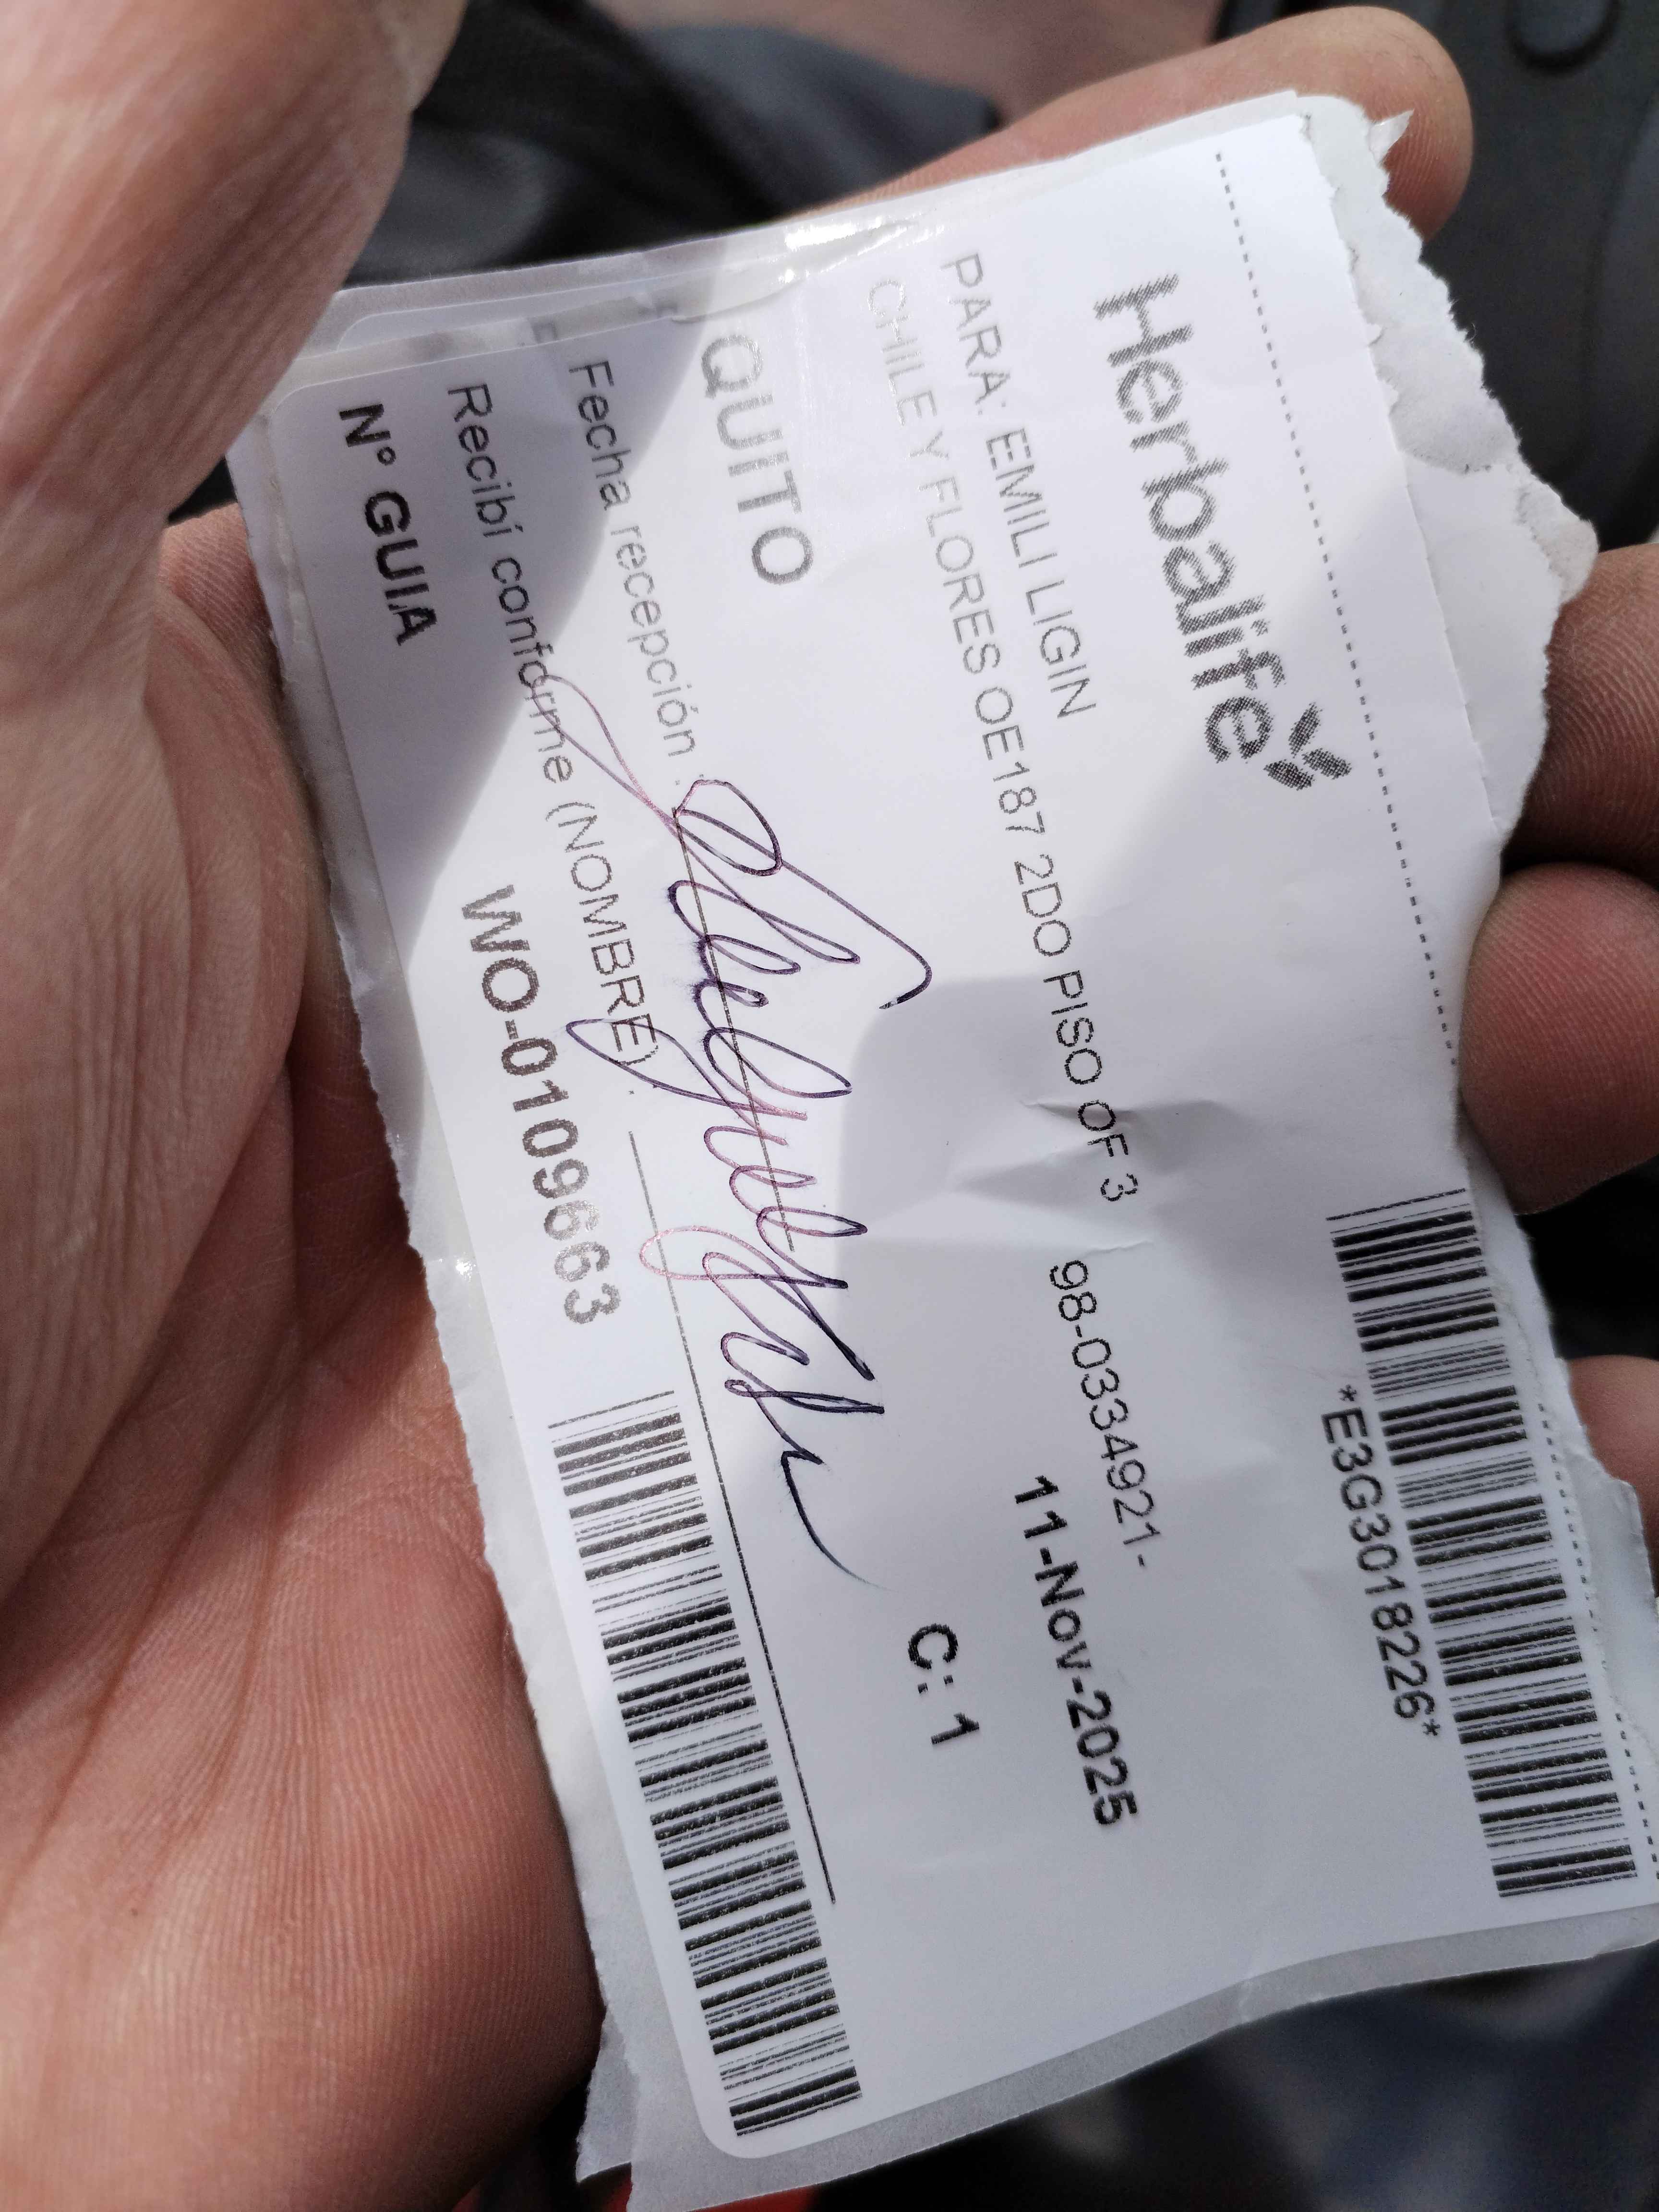 Herbalife
*E3G3018226*
PARA: EMILI LIGIN
98-0334921-
CHILE Y FLORES OE187 2DO PISO OF 3
11-Nov-2025
QUITO
C: 1
Fecha recepción :
Recibí conforme (NOMBRE) :
Nº GUIA
WO-0109663